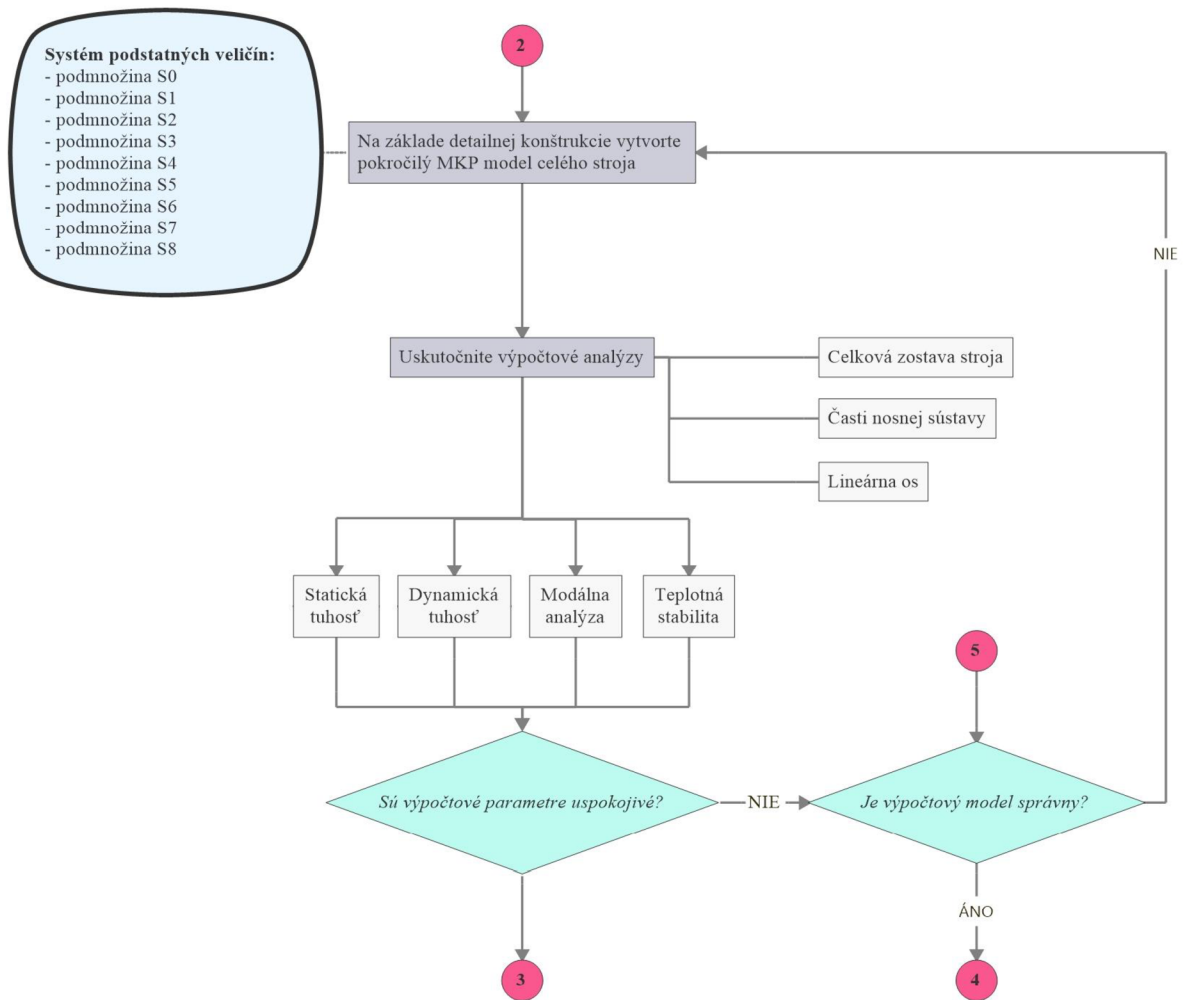 Systém podstatných veličín:
- podmnožina S0
- podmnožina S1
- podmnožina S2
- podmnožina S3
- podmnožina S4
- podmnožina S5
- podmnožina S6
- podmnožina S7
- podmnožina S8
2
Na základe detailnej konštrukcie vytvorte
pokročilý MKP model celého stroja
NIE
Uskutočnite výpočtové analýzy
Celková zostava stroja
Časti nosnej sústavy
Lineárna os
Statická
tuhosť
Dynamická
tuhosť
Modálna
analýza
Teplotná
stabilita
5
Sú výpočtové parametre uspokojivé?
NIE
Je výpočtový model správny?
ÁNO
3
4